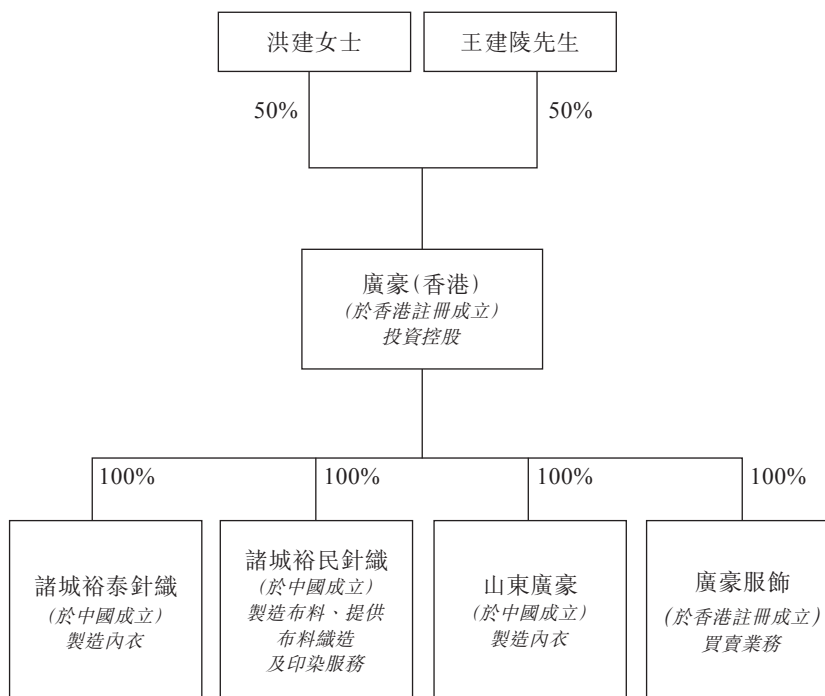 洪建女士
王建陵先生
50%
50%
廣豪(香港)
(於香港註冊成立)
投資控股
100%
100%
100%
100%
諸城裕泰針織
(於中國成立)
製造內衣
諸城裕民針織
(於中國成立)
製造布料、提供
布料織造
及印染服務
山東廣豪
(於中國成立)
製造內衣
廣豪服飾
(於香港註冊成立)
買賣業務